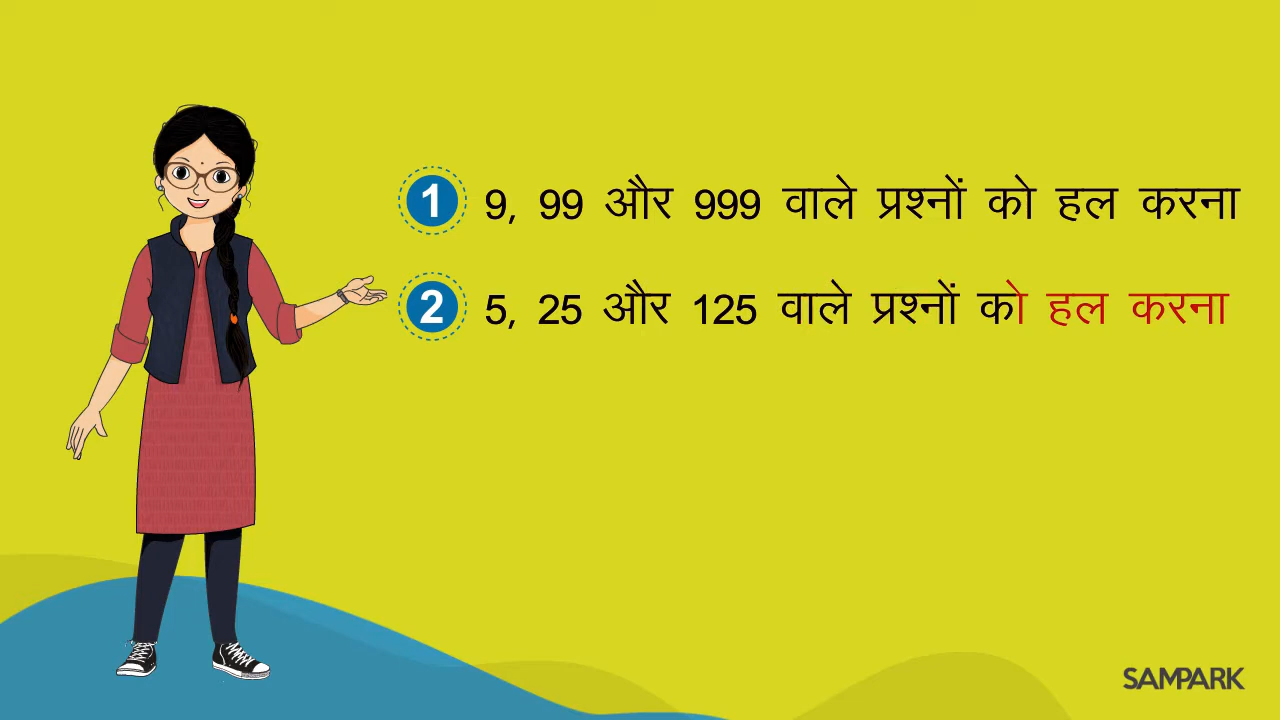 1 9, 99 और 999 वाले प्रश्नों को हल करना
2 5, 25 और 125 वाले प्रश्नों को हल करना
SAMPARK